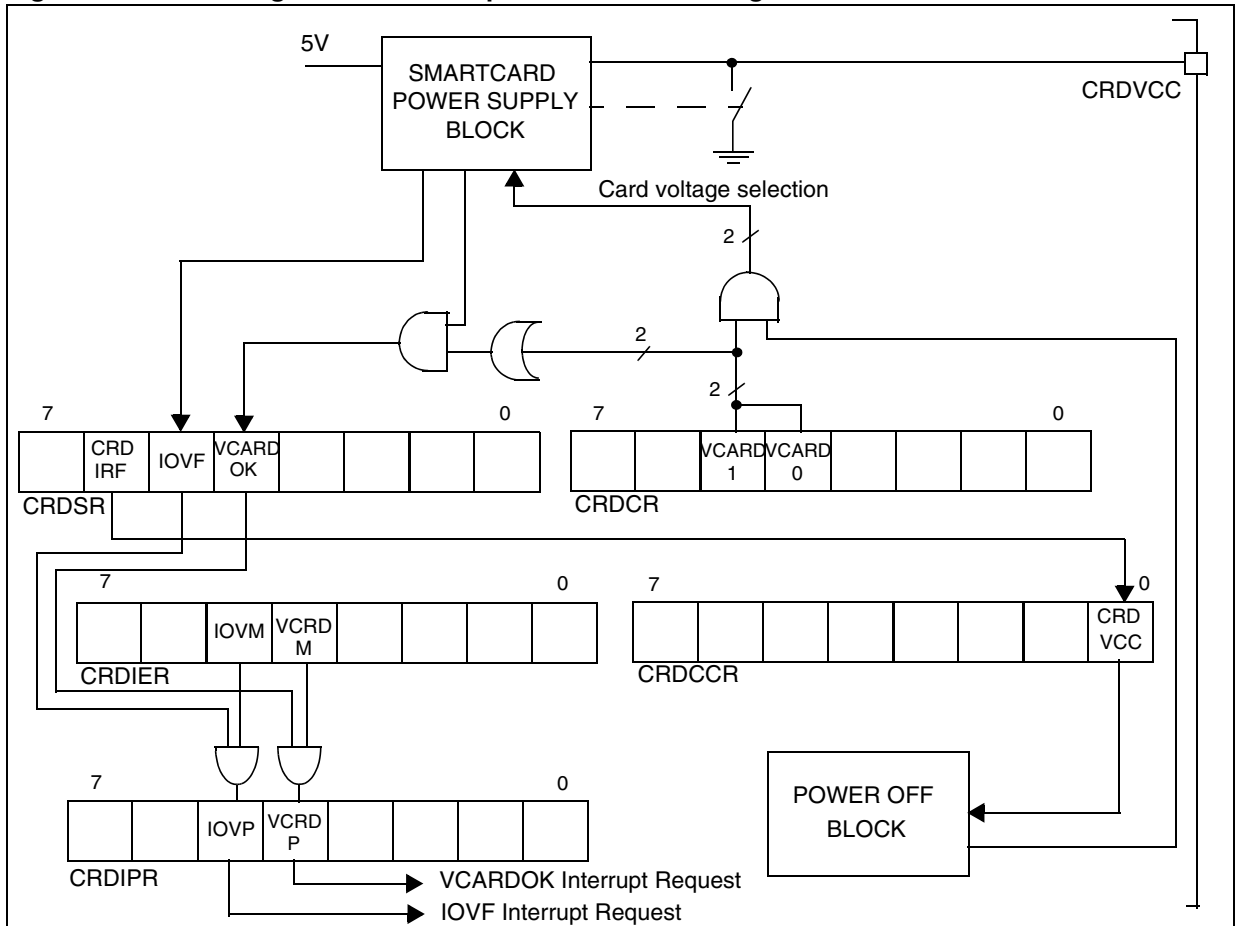 5V
SMARTCARD
POWER SUPPLY
BLOCK
CRDVCC
Card voltage selection
2
2
2
7
0
7
0
CRD
IRF
IOVF
VCARD
OK
VCARD
1
VCARD
0
CRDSR
CRDCR
7
0
7
0
IOVM
VCRD
M
CRD
VCC
CRDIER
CRDCCR
7
0
POWER OFF
BLOCK
IOVP
VCRD
P
CRDIPR
VCARDOK Interrupt Request
IOVF Interrupt Request